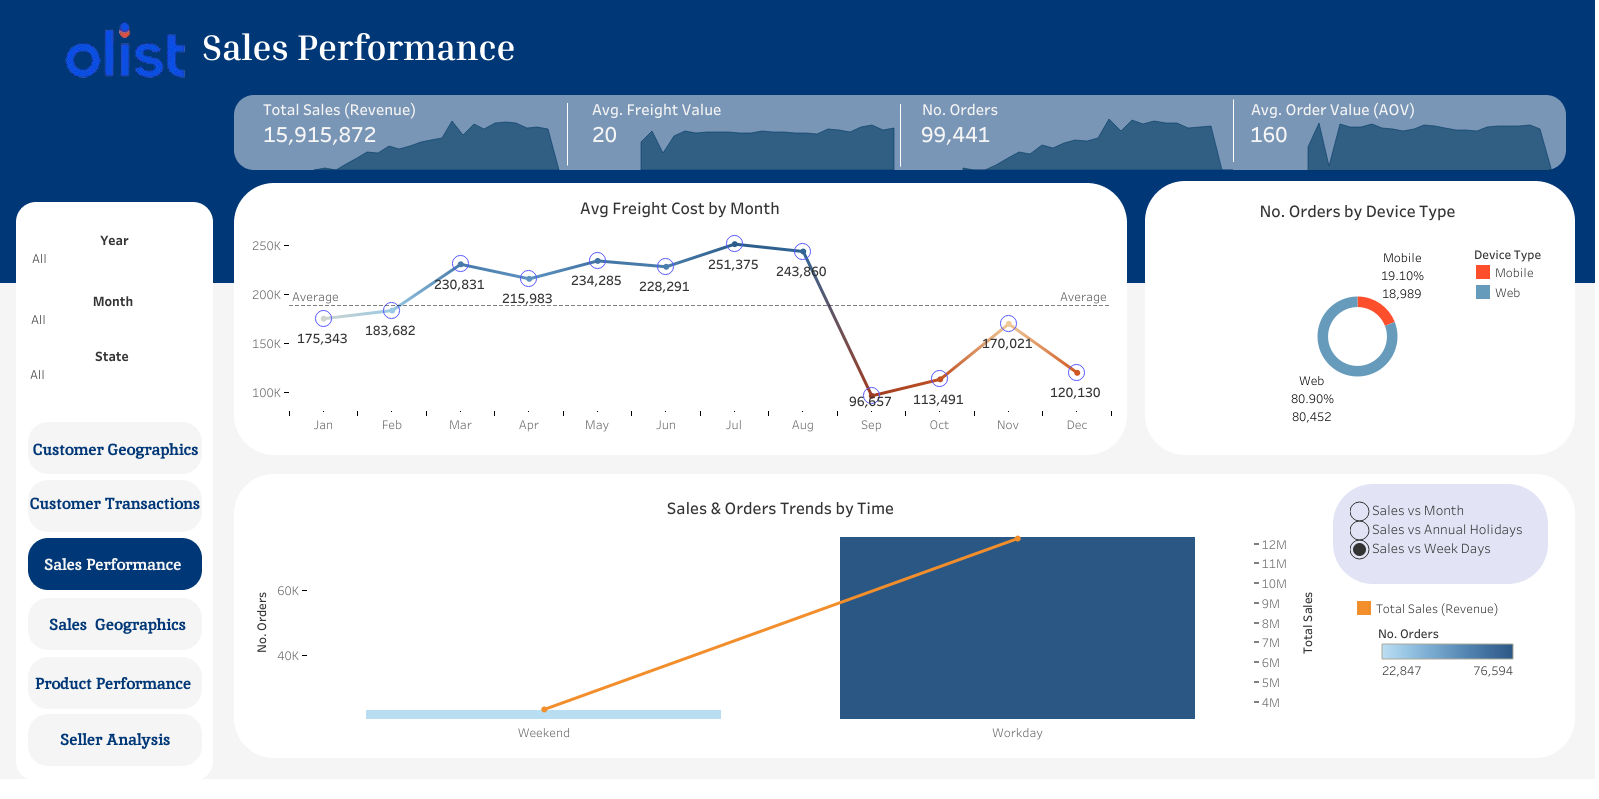 olist
Sales Performance
Total Sales (Revenue)
15,915,872
Avg. Freight Value
20
No. Orders
99,441
Avg. Order Value (AOV)
160
Year
All
Month
All
State
All
Customer Geographics
Customer Transactions
Sales Performance
Sales  Geographics
Product Performance
Seller Analysis
Avg Freight Cost by Month
250K
200K
150K
100K
Average
Average
175,343
183,682
230,831
215,983
234,285
228,291
251,375
243,860
96,657
113,491
170,021
120,130
Jan
Feb
Mar
Apr
May
Jun
Jul
Aug
Sep
Oct
Nov
Dec
No. Orders by Device Type
Mobile
19.10%
18,989
Web
80.90%
80,452
Device Type
Mobile
Web
Sales & Orders Trends by Time
No. Orders
60K
40K
Weekend
Workday
12M
11M
10M
9M
8M
7M
6M
5M
4M
Total Sales
Sales vs Month
Sales vs Annual Holidays
Sales vs Week Days
Total Sales (Revenue)
No. Orders
22,847
76,594